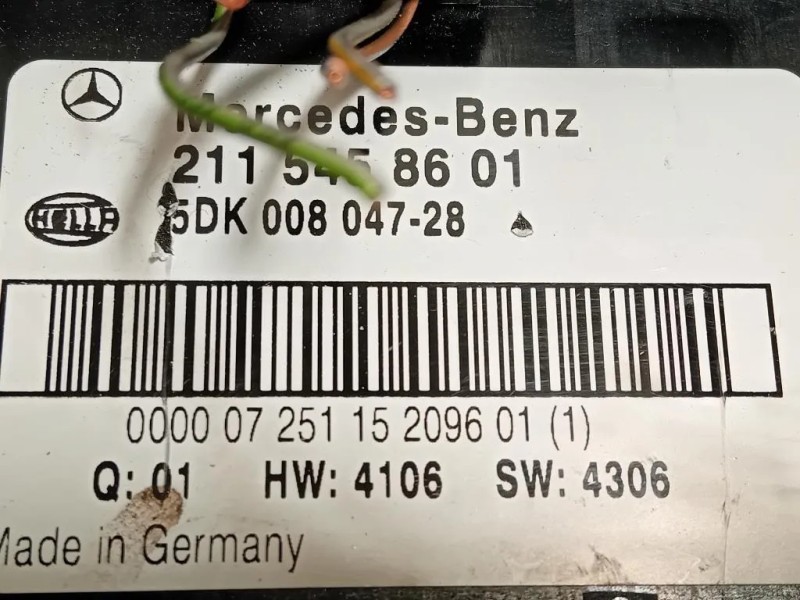 Mercedes-Benz
211 545 86 01
HELLA 5DK 008 047-28
0000 07 251 15 2096 01 (1)
Q: 01 HW: 4106 SW: 4306
Made in Germany